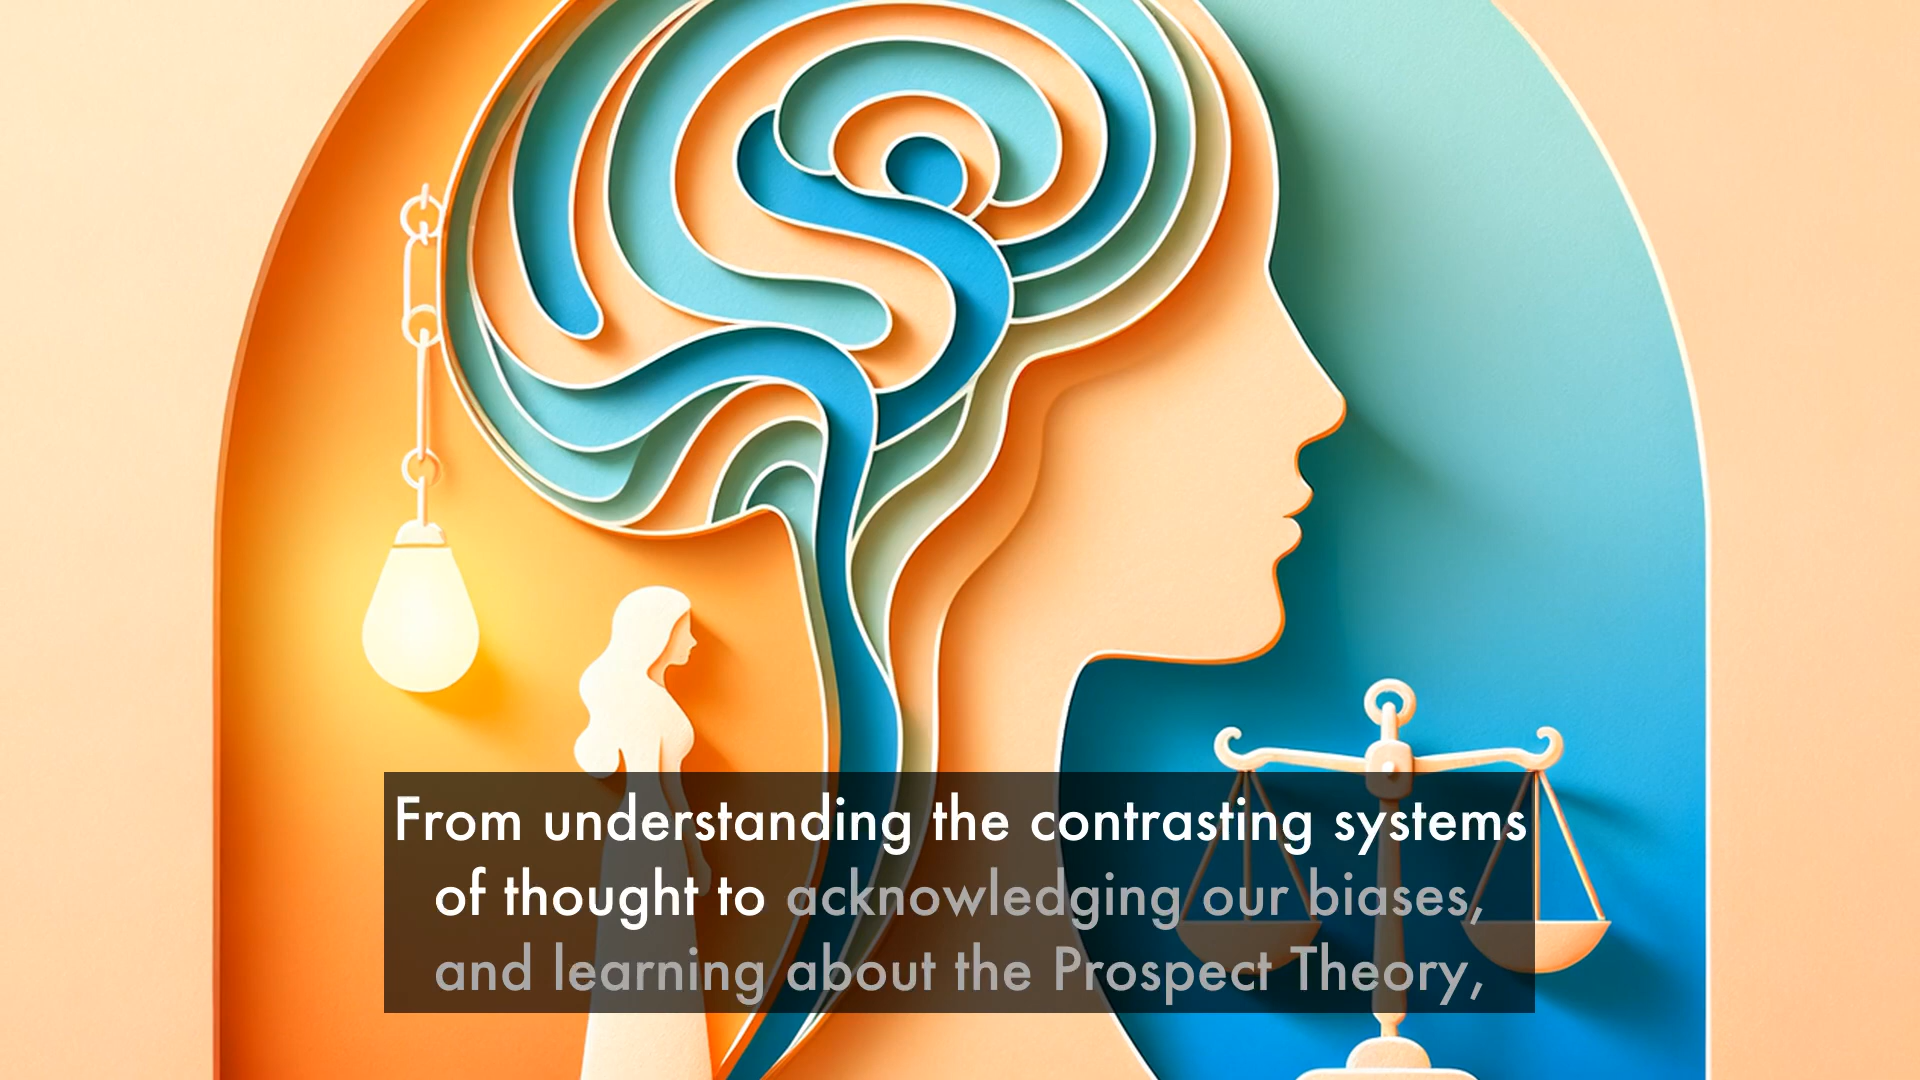 From understanding the contrasting systems
of thought to acknowledging our biases,
and learning about the Prospect Theory,